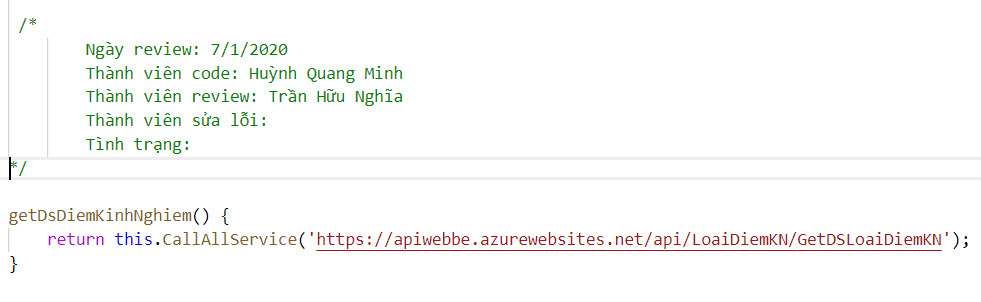 /*
Ngày review: 7/1/2020
Thành viên code: Huỳnh Quang Minh
Thành viên review: Trần Hữu Nghĩa
Thành viên sửa lỗi:
Tình trạng:
*/
getDsDiemKinhNghiem() {
return this.CallAllService('https://apiwebbe.azurewebsites.net/api/LoaiDiemKN/GetDSLoaiDiemKN');
}